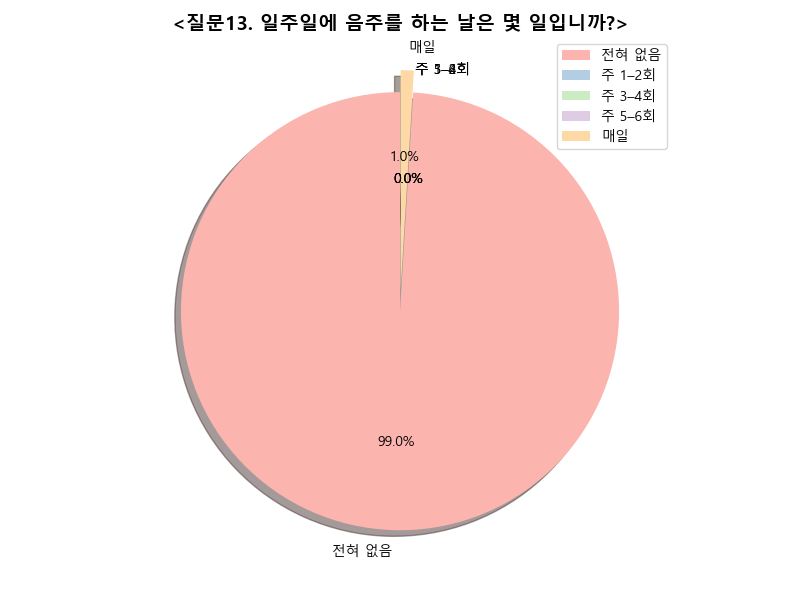 <질문13. 일주일에 음주를 하는 날은 몇 일입니까?>
매일
전혀 없음
주 1–2회
주 3–4회
주 5–6회
매일
1.0%
0.0%
99.0%
전혀 없음